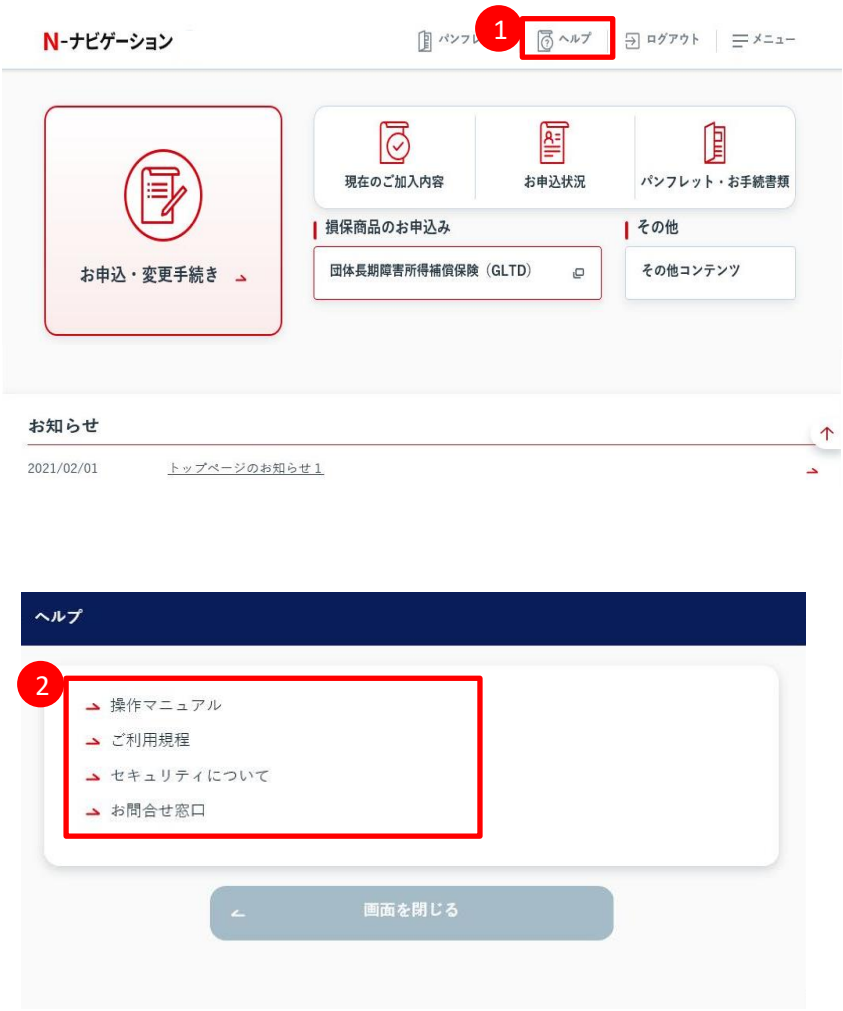 N-ナビゲーション
パンフレ
1
ヘルプ
ログアウト
メニュー
お申込・変更手続き
現在のご加入内容
お申込状況
パンフレット・お手続書類
損保商品のお申込み
その他
団体長期障害所得補償保険（GLTD）
その他コンテンツ
お知らせ
2021/02/01 トップページのお知らせ１
ヘルプ
2
操作マニュアル
ご利用規程
セキュリティについて
お問合せ窓口
画面を閉じる